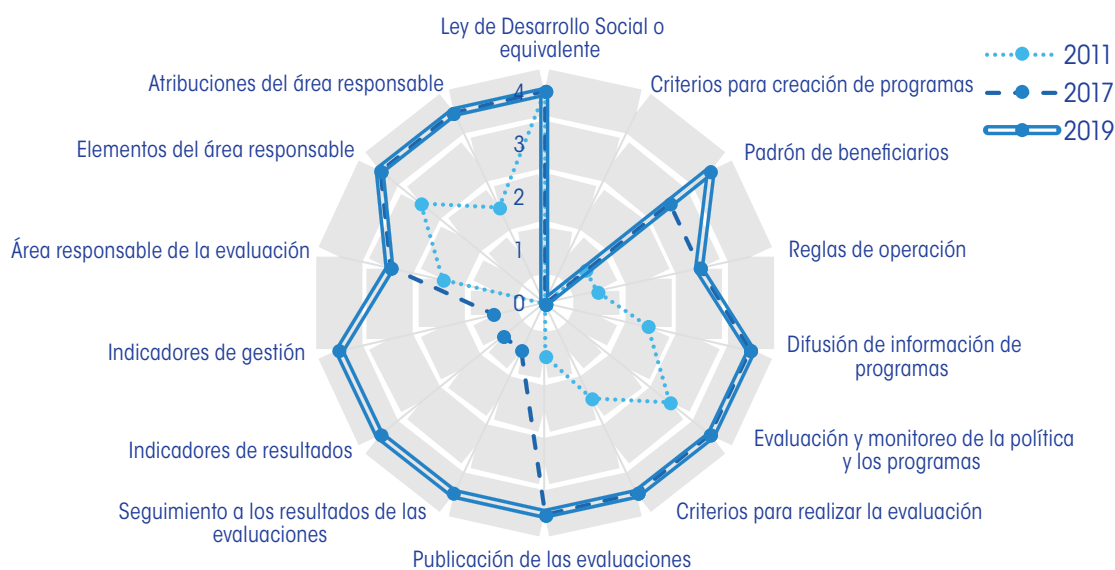 Ley de Desarrollo Social o
equivalente
2011
2017
2019
Atribuciones del área responsable
Criterios para creación de programas
Elementos del área responsable
Padrón de beneficiarios
Área responsable de la evaluación
Reglas de operación
4
3
2
1
0
Indicadores de gestión
Difusión de información de
programas
Indicadores de resultados
Evaluación y monitoreo de la política
y los programas
Seguimiento a los resultados de las
evaluaciones
Criterios para realizar la evaluación
Publicación de las evaluaciones